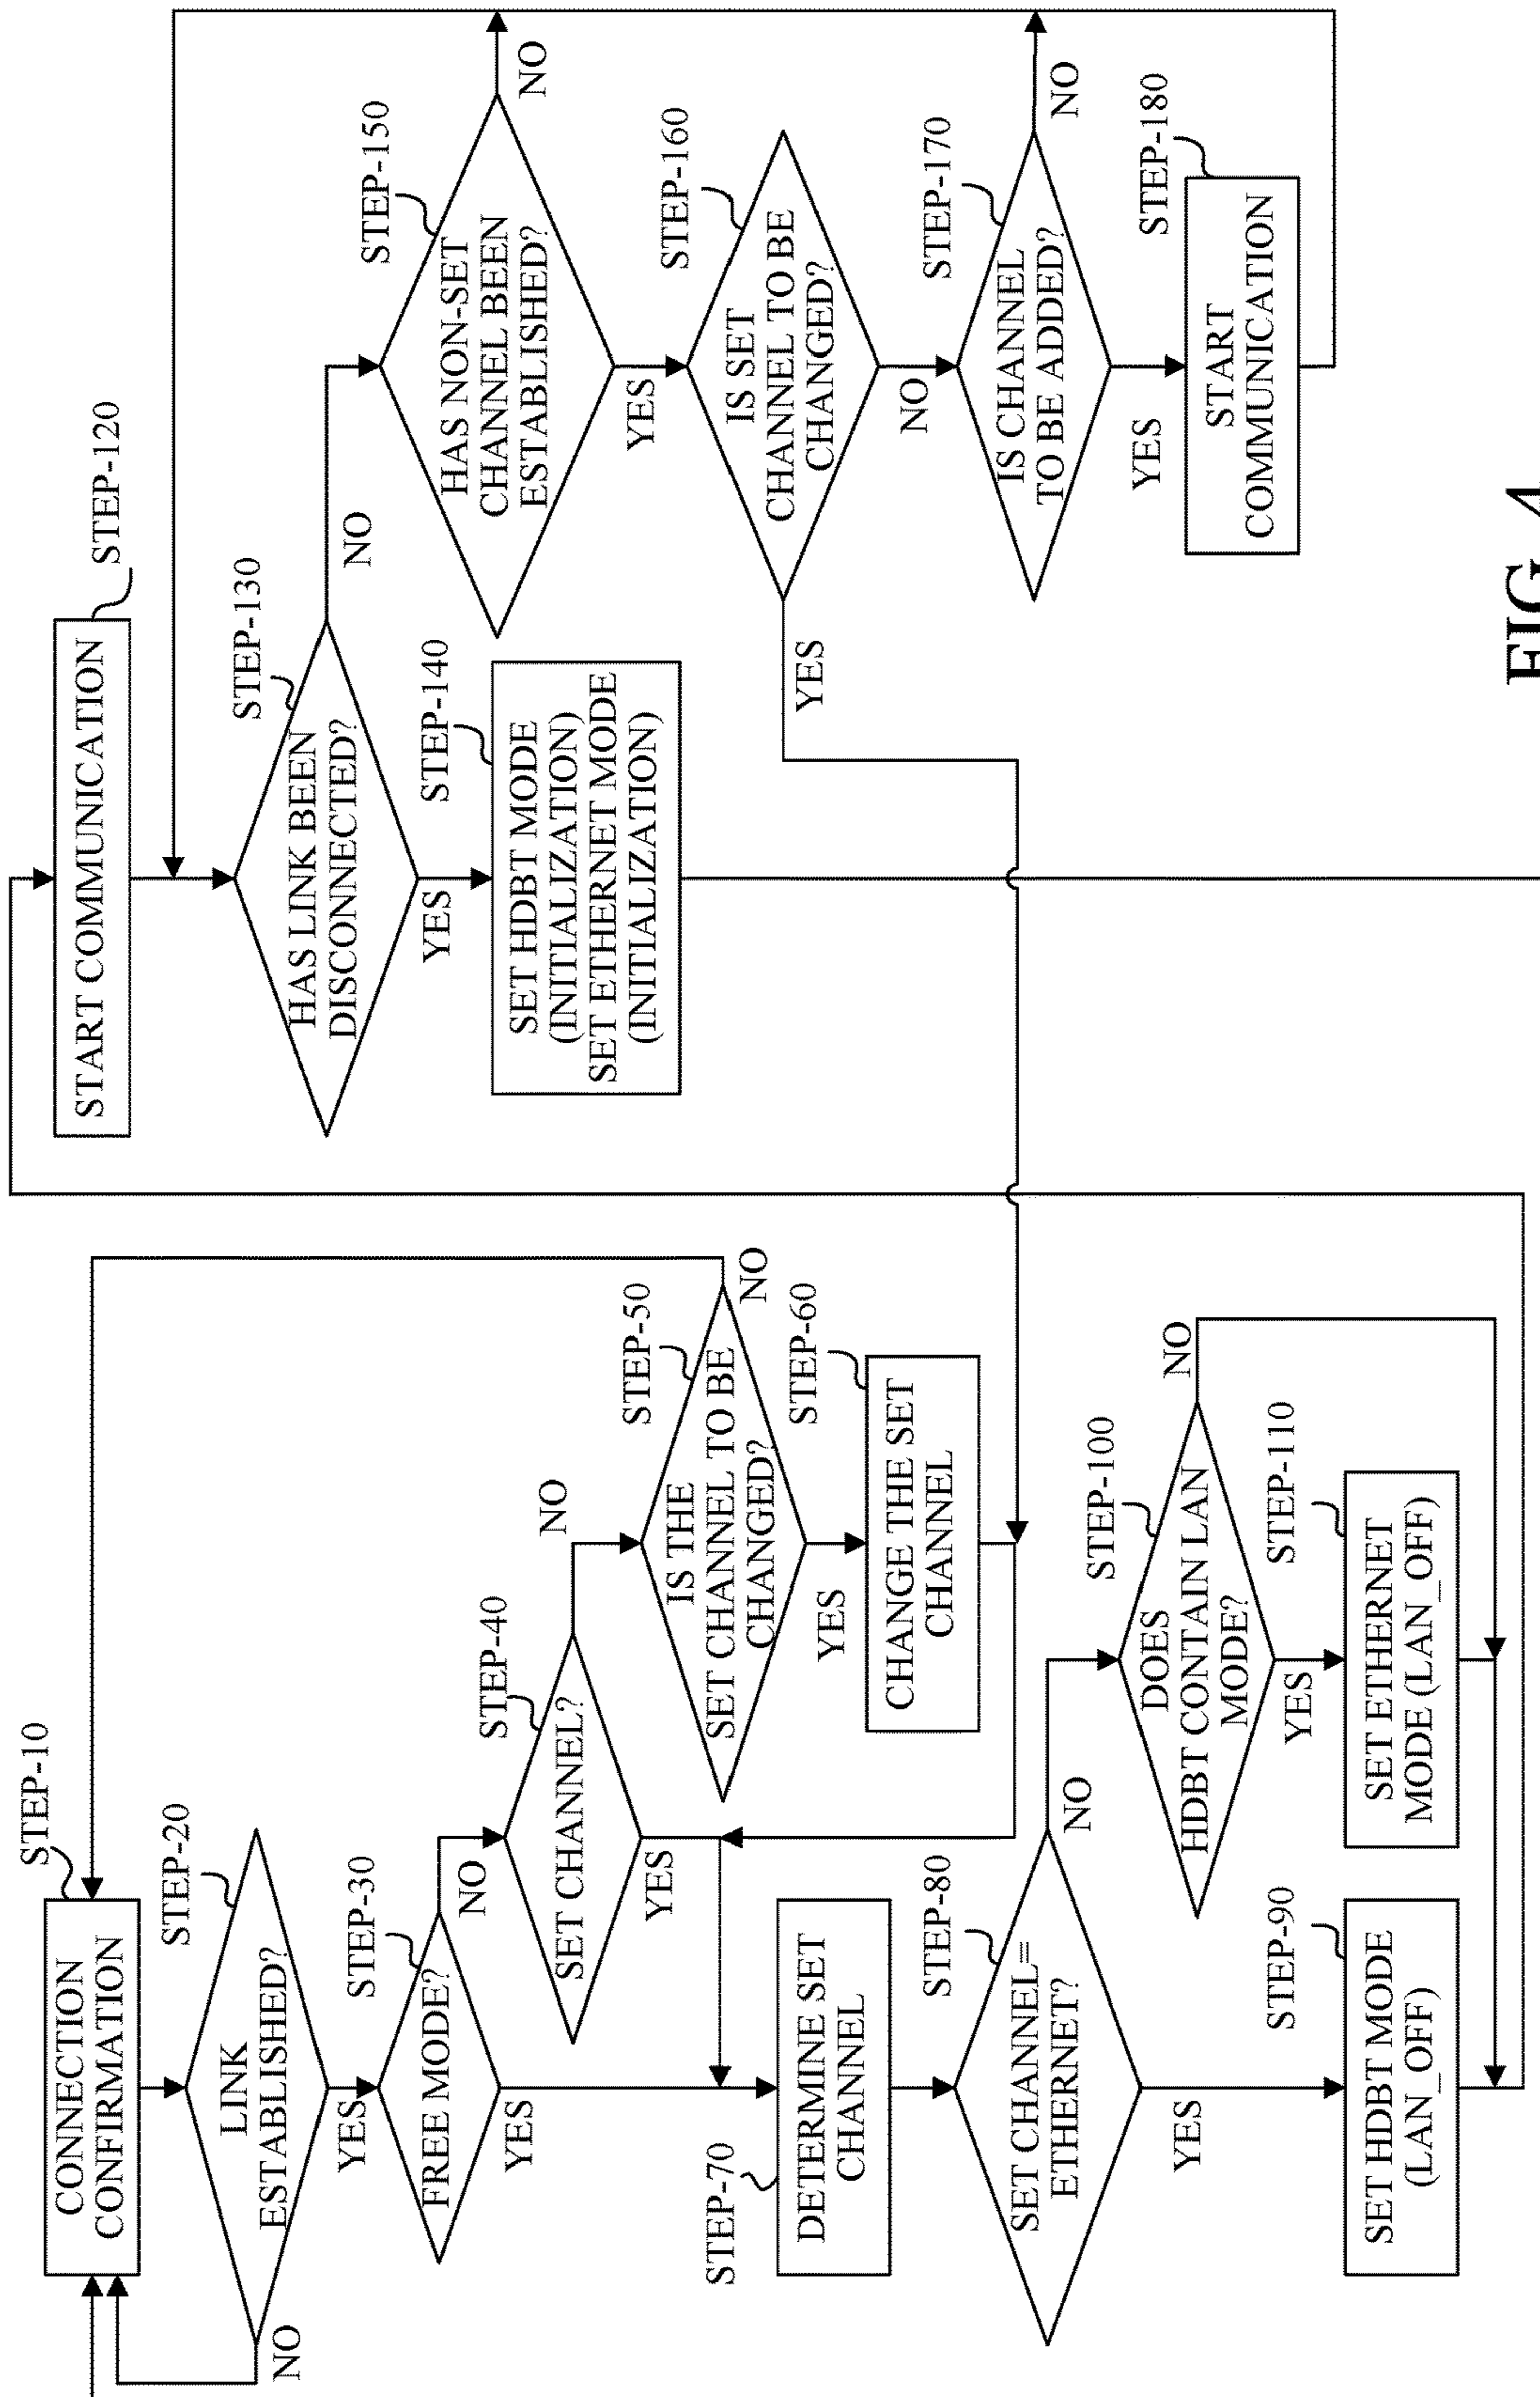 STEP-10
CONNECTION
CONFIRMATION
STEP-20
LINK
ESTABLISHED?
NO
YES
STEP-30
FREE MODE?
NO
YES
STEP-40
SET CHANNEL?
NO
YES
STEP-50
IS THE
SET CHANNEL TO BE
CHANGED?
NO
YES
STEP-60
CHANGE THE SET
CHANNEL
STEP-70
DETERMINE SET
CHANNEL
STEP-80
SET CHANNEL=
ETHERNET?
NO
YES
STEP-90
SET HDBT MODE
(LAN_OFF)
STEP-100
DOES
HDBT CONTAIN LAN
MODE?
NO
YES
STEP-110
SET ETHERNET
MODE (LAN_OFF)
STEP-120
START COMMUNICATION
STEP-130
HAS LINK BEEN
DISCONNECTED?
NO
YES
STEP-140
SET HDBT MODE
(INITIALIZATION)
SET ETHERNET MODE
(INITIALIZATION)
STEP-150
HAS NON-SET
CHANNEL BEEN
ESTABLISHED?
NO
YES
STEP-160
IS SET
CHANNEL TO BE
CHANGED?
YES
NO
STEP-170
IS CHANNEL
TO BE ADDED?
NO
YES
STEP-180
START
COMMUNICATION
FIG. 4